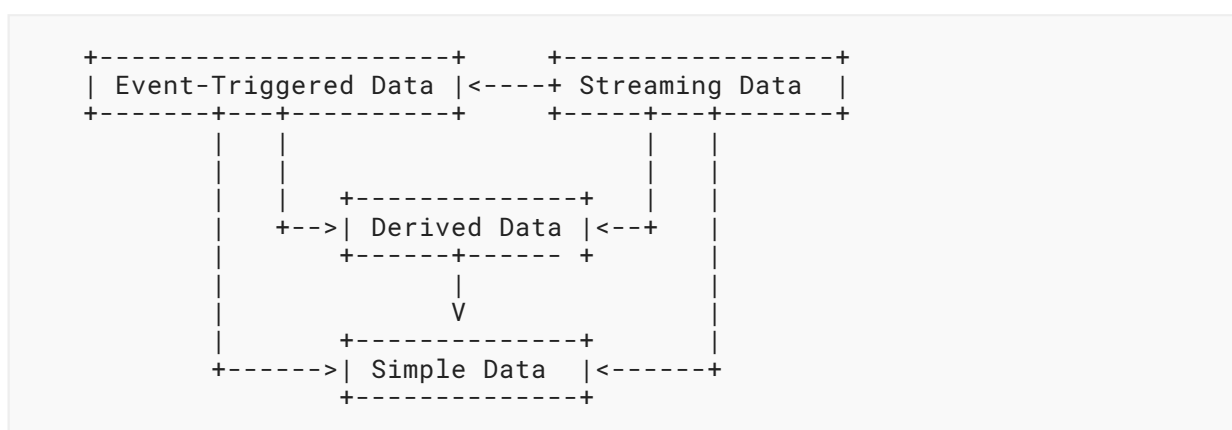 +----------------------+      +-----------------+
| Event-Triggered Data |<----+ Streaming Data  |
+-------+---+----------+      +-----+---+-------+
        |   |                       |   |
        |   |                       |   |
        |   |   +--------------+    |   |
        |   +-->| Derived Data |<--+   |
        |       +------+------ +        |
        |              |                |
        |              V                |
        |       +--------------+        |
        +------>| Simple Data  |<------+
                +--------------+